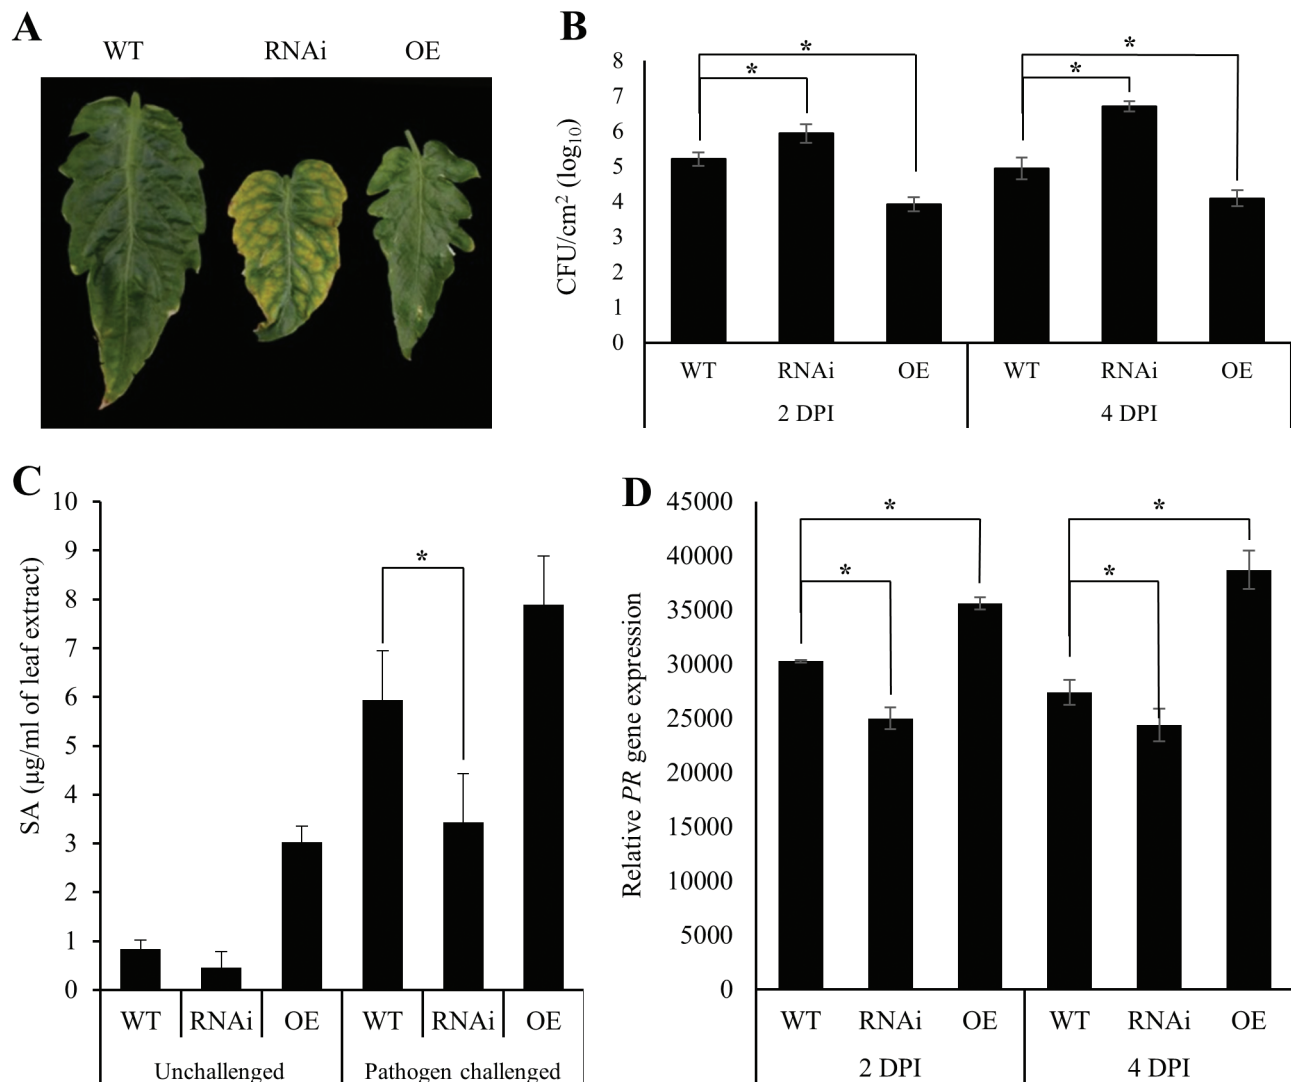 A
WT RNAi OE
B
CFU/cm² (log₁₀)
8
7
6
5
4
3
2
1
0
* * * *
WT RNAi OE WT RNAi OE
2 DPI 4 DPI
C
SA (µg/ml of leaf extract)
10
9
8
7
6
5
4
3
2
1
0
*
WT RNAi OE WT RNAi OE
Unchallenged Pathogen challenged
D
Relative PR gene expression
45000
40000
35000
30000
25000
20000
15000
10000
5000
0
* * * *
WT RNAi OE WT RNAi OE
2 DPI 4 DPI